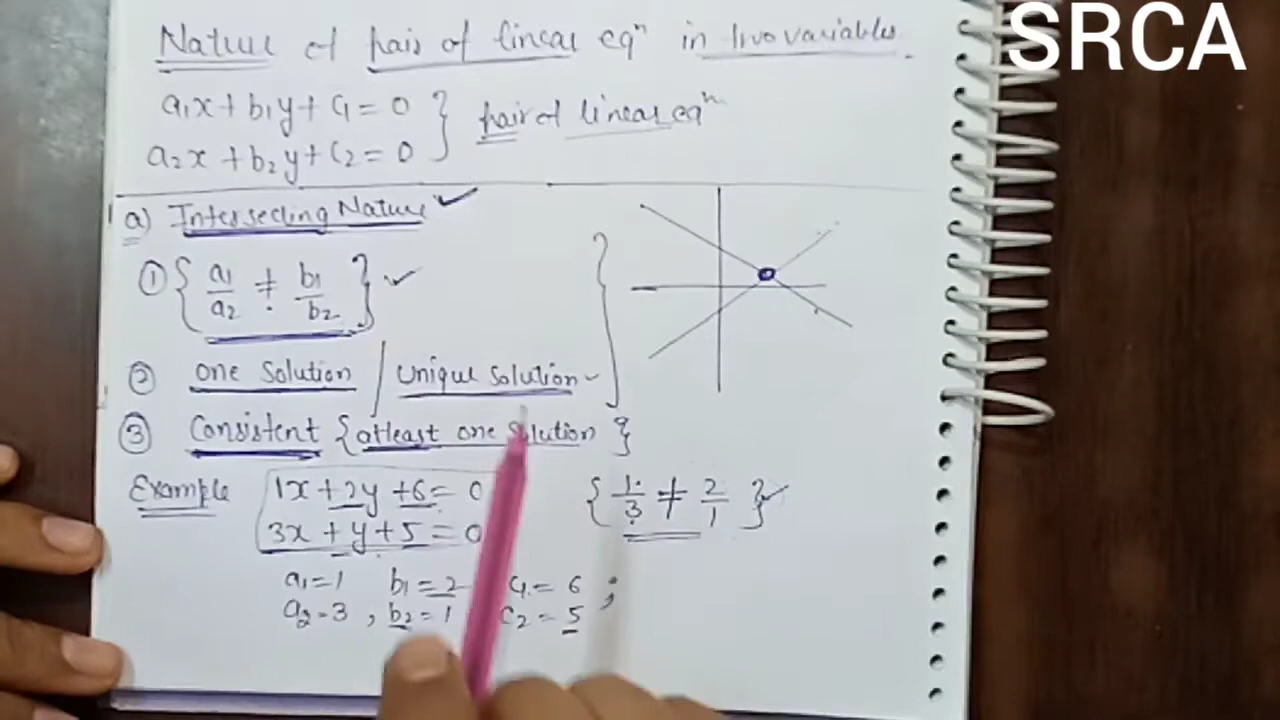 SRCA
Nature of pair of linear eqⁿ in two variables.
a₁x + b₁y + c₁ = 0 } pair of linear eqⁿ
a₂x + b₂y + c₂ = 0
a) Intersecting Nature ✓
① { a₁/a₂ ≠ b₁/b₂ } ✓
② one solution / unique solution
③ Consistent { atleast one solution }
Example 1x + 2y + 6 = 0 { 1/3 ≠ 2/1 } ✓
3x + y + 5 = 0
a₁=1 b₁=2 c₁=6 ;
a₂=3 , b₂=1 c₂=5